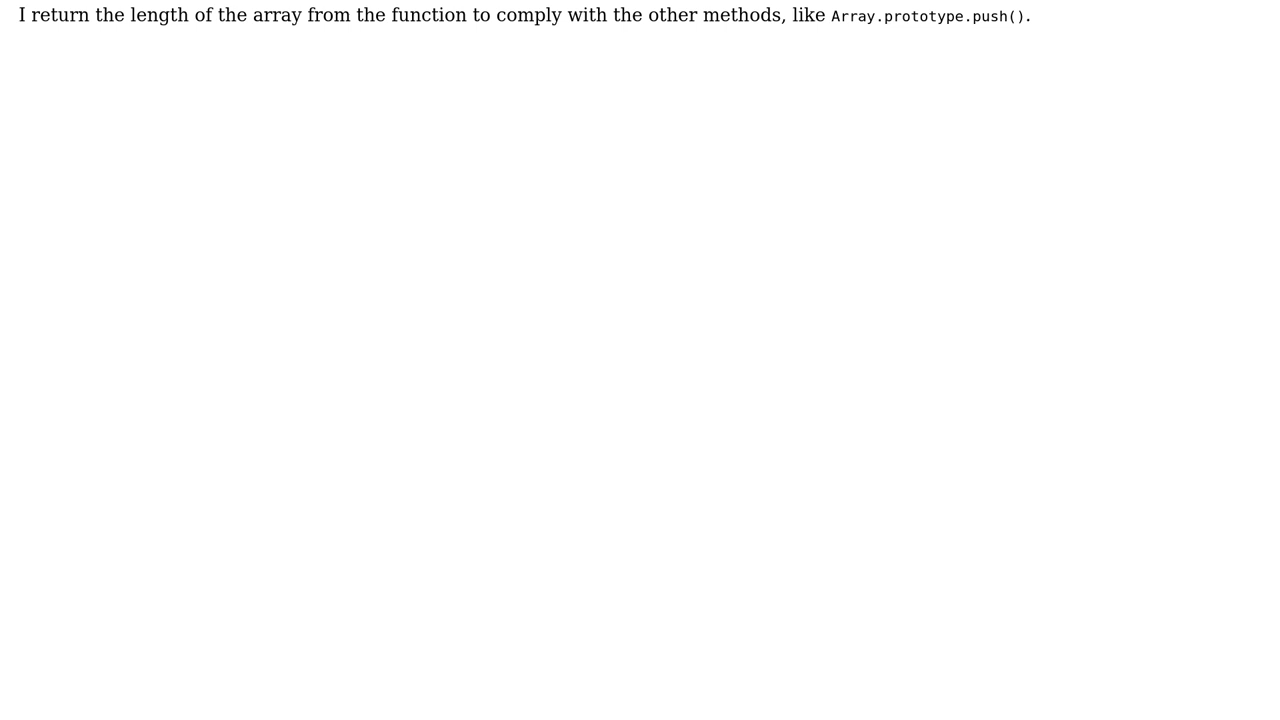 I return the length of the array from the function to comply with the other methods, like Array.prototype.push().